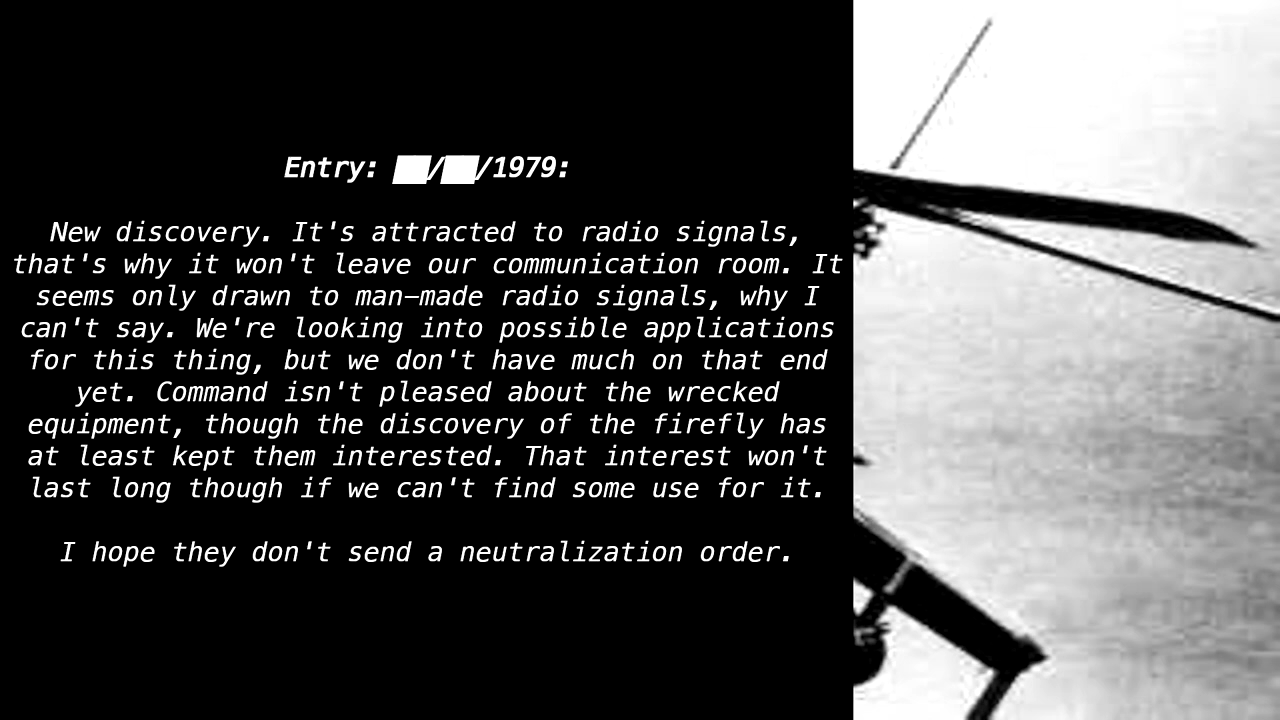 Entry: ██/██/1979:
New discovery. It's attracted to radio signals,
that's why it won't leave our communication room. It
seems only drawn to man-made radio signals, why I
can't say. We're looking into possible applications
for this thing, but we don't have much on that end
yet. Command isn't pleased about the wrecked
equipment, though the discovery of the firefly has
at least kept them interested. That interest won't
last long though if we can't find some use for it.
I hope they don't send a neutralization order.